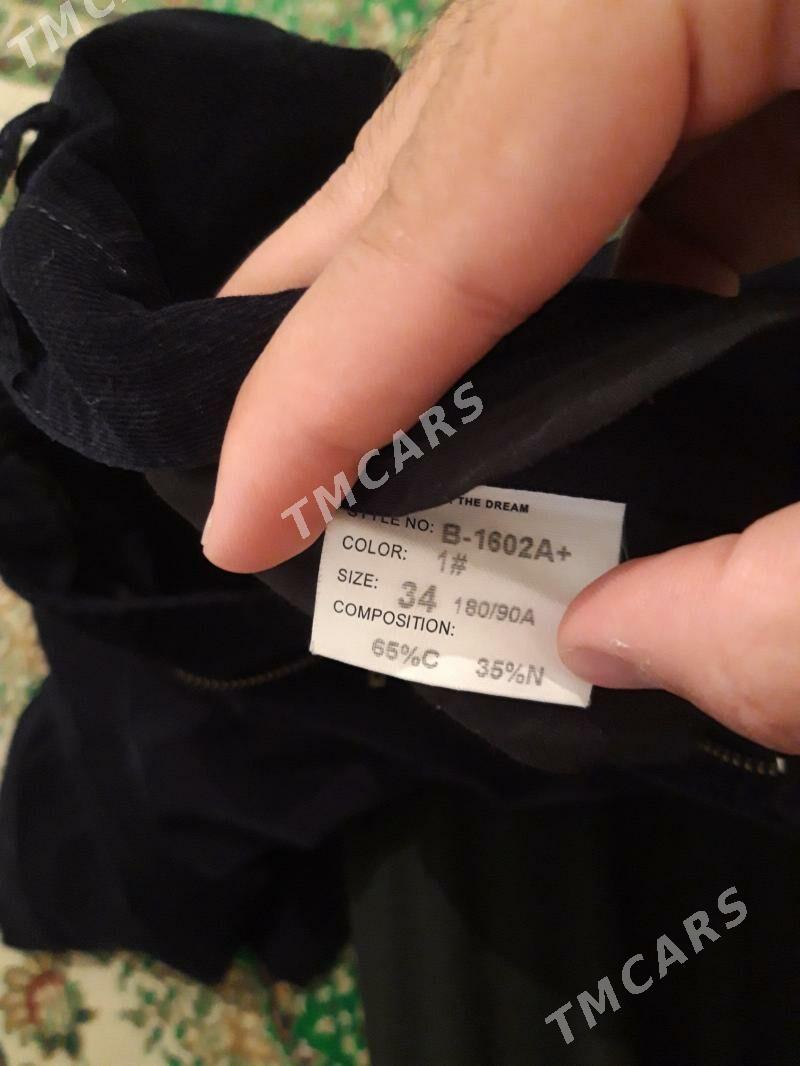 TMCARS
TMCARS
THE DREAM
STYLE NO: B-1602A+
COLOR: 1#
SIZE: 34 180/90A
COMPOSITION:
65%C 35%N
TMCARS